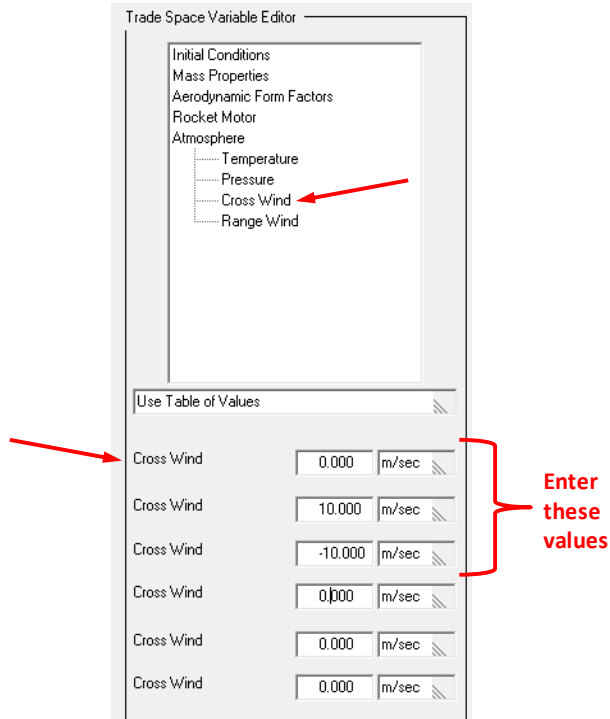 Trade Space Variable Editor
Initial Conditions
Mass Properties
Aerodynamic Form Factors
Rocket Motor
Atmosphere
Temperature
Pressure
Cross Wind
Range Wind
Use Table of Values
Cross Wind 0.000 m/sec
Cross Wind 10.000 m/sec
Cross Wind -10.000 m/sec
Cross Wind 0.000 m/sec
Cross Wind 0.000 m/sec
Cross Wind 0.000 m/sec
Enter
these
values